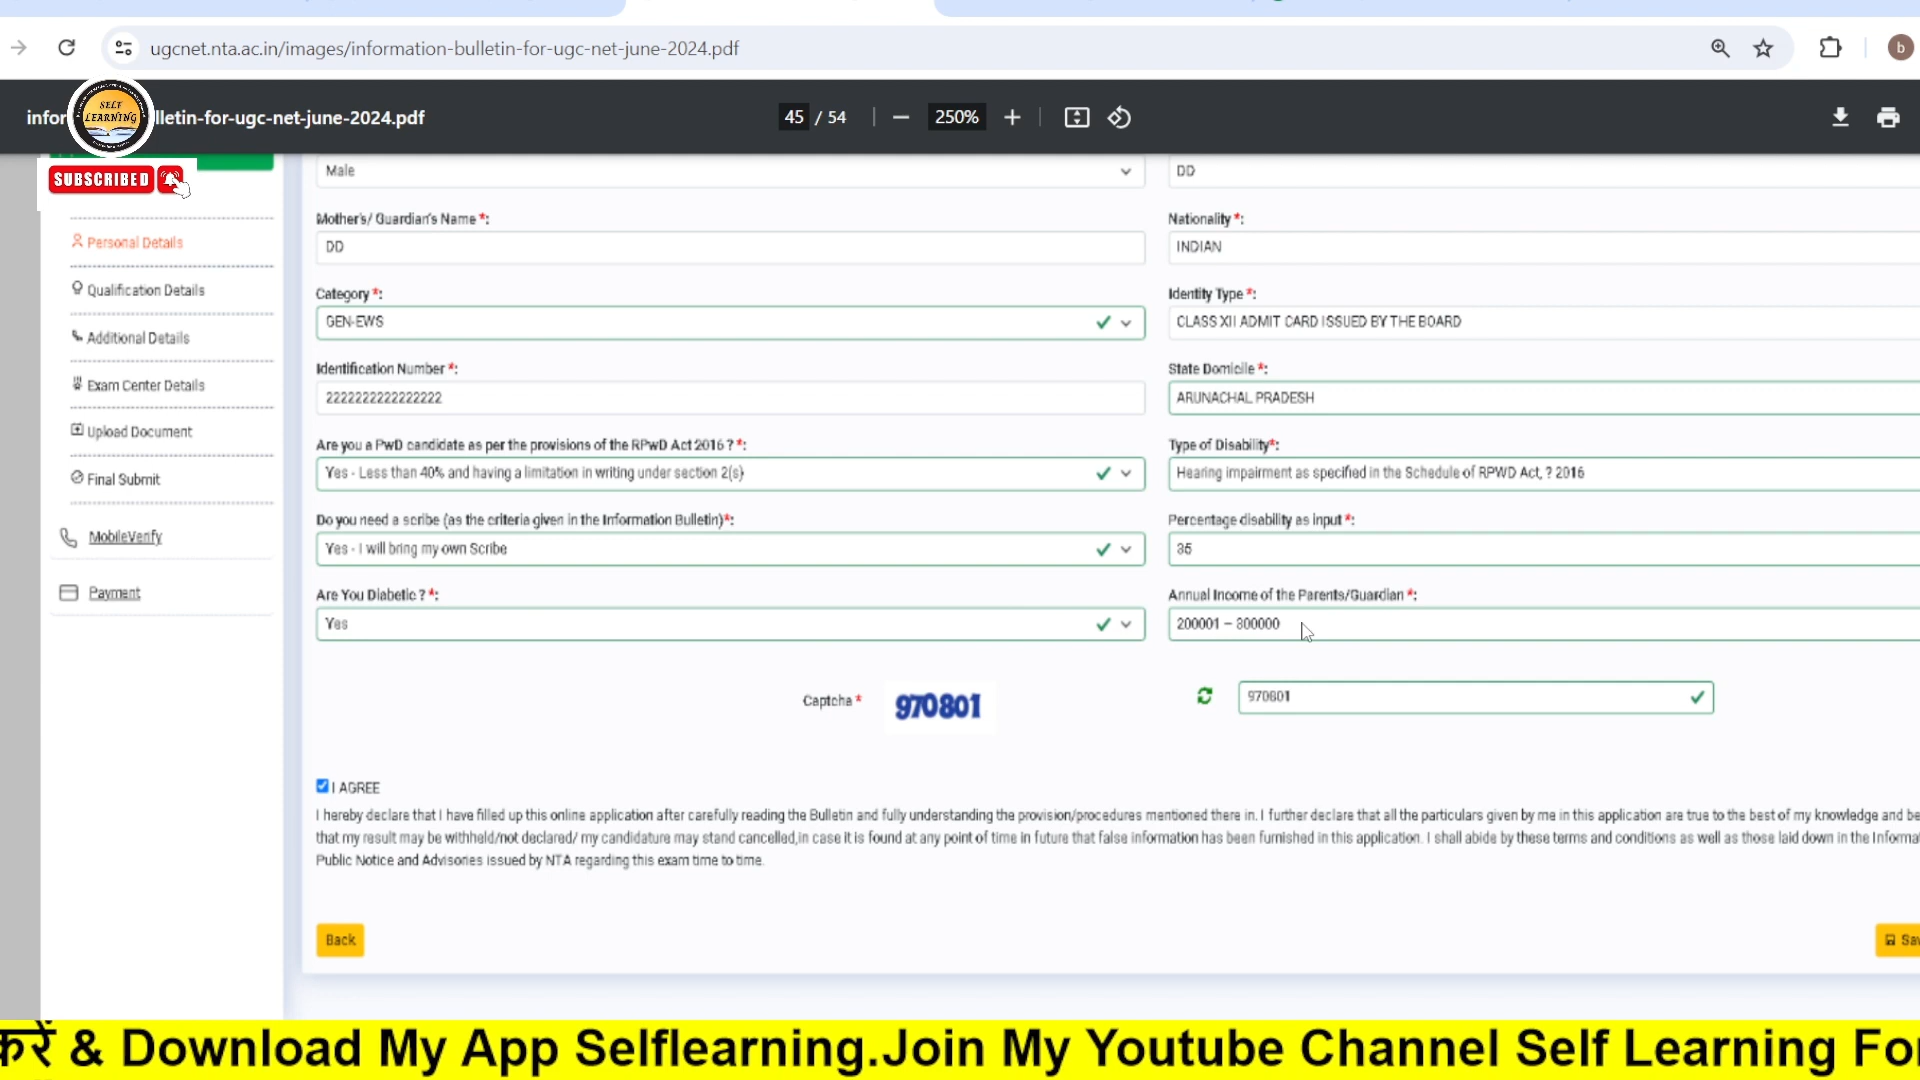 ugcnet.nta.ac.in/images/information-bulletin-for-ugc-net-june-2024.pdf
b
infor
SELF
LEARNING
lletin-for-ugc-net-june-2024.pdf
45 / 54
250%
SUBSCRIBED
Male
DD
Mother's/ Guardian's Name *:
Nationality *:
DD
INDIAN
Personal Details
Qualification Details
Additional Details
Exam Center Details
Upload Document
Final Submit
MobileVerify
Payment
Category *:
Identity Type *:
GEN-EWS
CLASS XII ADMIT CARD ISSUED BY THE BOARD
Identification Number *:
State Domicile *:
2222222222222222
ARUNACHAL PRADESH
Are you a PwD candidate as per the provisions of the RPwD Act 2016 ? *:
Type of Disability*:
Yes - Less than 40% and having a limitation in writing under section 2(s)
Hearing impairment as specified in the Schedule of RPWD Act, ? 2016
Do you need a scribe (as the criteria given in the Information Bulletin)*:
Percentage disability as input *:
Yes - I will bring my own Scribe
35
Are You Diabetic ? *:
Annual Income of the Parents/Guardian *:
Yes
200001 – 800000
Captcha *
970801
970801
I AGREE
I hereby declare that I have filled up this online application after carefully reading the Bulletin and fully understanding the provision/procedures mentioned there in. I further declare that all the particulars given by me in this application are true to the best of my knowledge and be
that my result may be withheld/not declared/ my candidature may stand cancelled,in case it is found at any point of time in future that false information has been furnished in this application. I shall abide by these terms and conditions as well as those laid down in the Informa
Public Notice and Advisories issued by NTA regarding this exam time to time.
Back
Sav
करें & Download My App Selflearning.Join My Youtube Channel Self Learning For